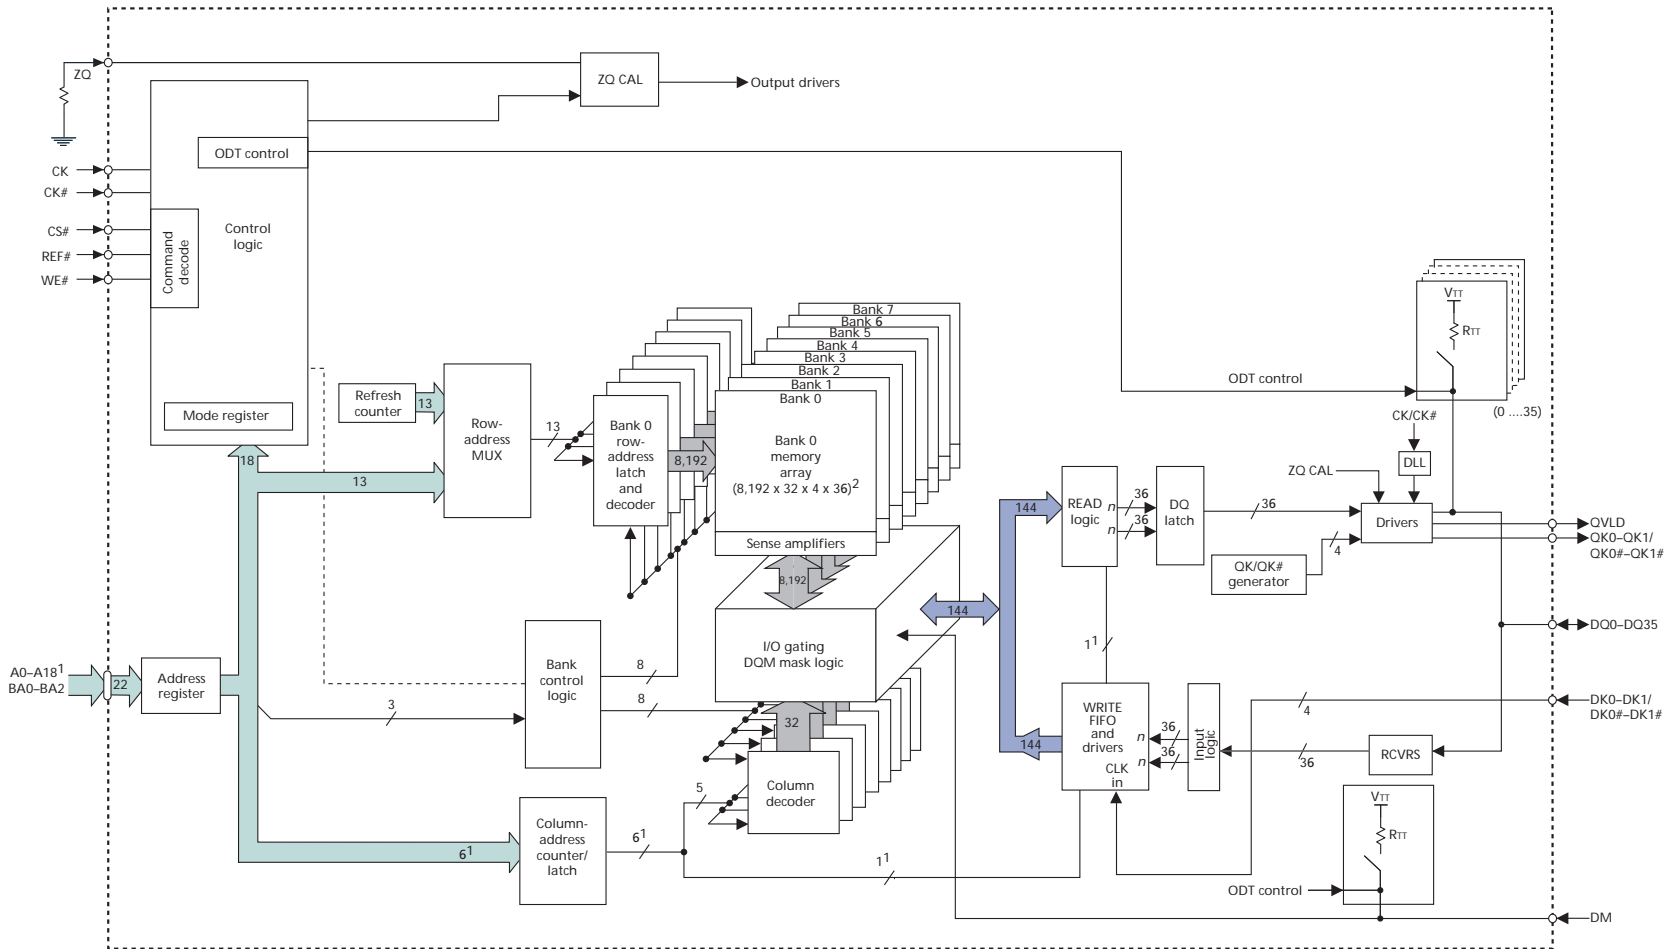 ZQ
ZQ CAL
Output drivers
ODT control
CK
CK#
CS#
REF#
WE#
Command
decode
Control
logic
Mode register
Refresh
counter
13
Row-
address
MUX
13
18
13
Bank 0
row-
address
latch
and
decoder
8,192
Bank 7
Bank 6
Bank 5
Bank 4
Bank 3
Bank 2
Bank 1
Bank 0
Bank 0
memory
array
(8,192 x 32 x 4 x 36)2
Sense amplifiers
8,192
I/O gating
DQM mask logic
32
Column
decoder
5
A0–A181
BA0–BA2
22
Address
register
3
Bank
control
logic
8
8
61
Column-
address
counter/
latch
61
11
144
144
144
READ
logic
n
n
36
36
DQ
latch
36
11
WRITE
FIFO
and
drivers
n
n
CLK
in
36
36
Input
logic
36
RCVRS
4
ODT control
VTT
RTT
(0 ....35)
CK/CK#
DLL
ZQ CAL
Drivers
QK/QK#
generator
4
QVLD
QK0–QK1/
QK0#–QK1#
DQ0–DQ35
DK0–DK1/
DK0#–DK1#
VTT
RTT
ODT control
DM